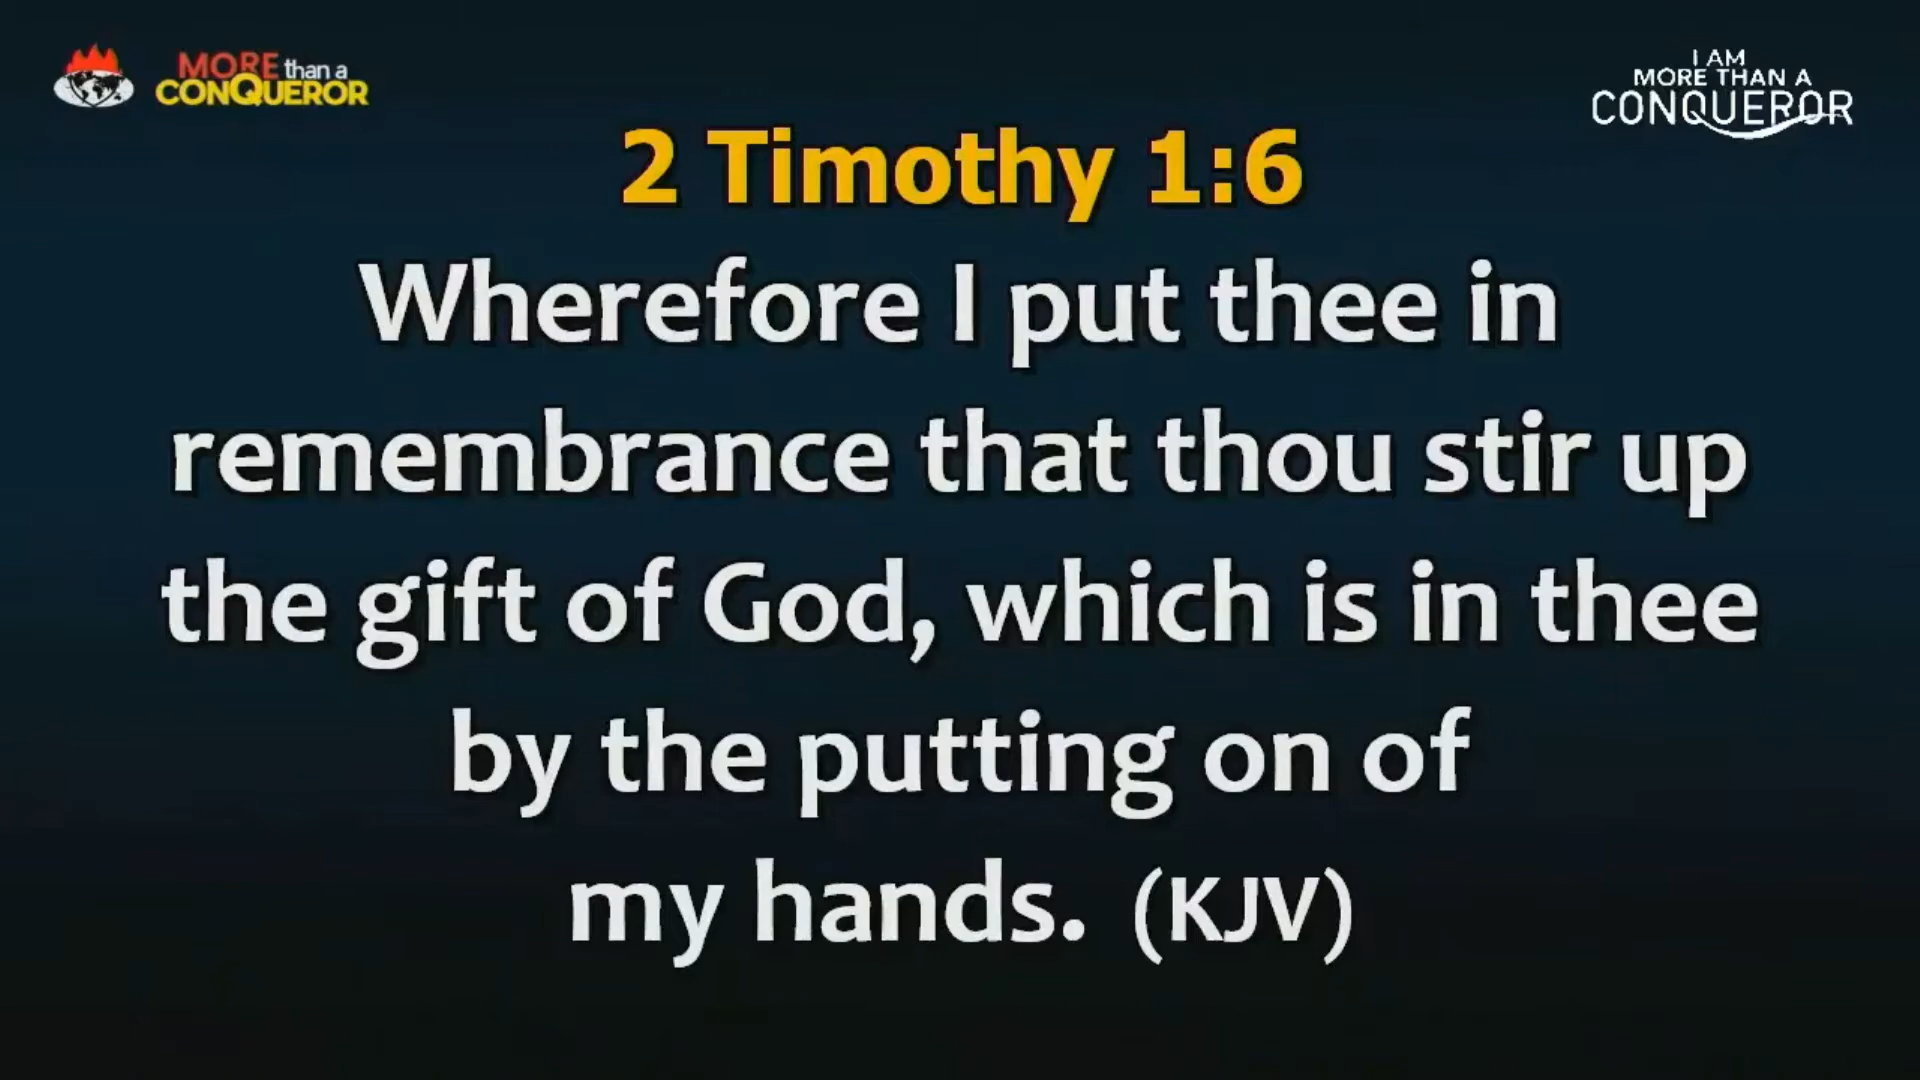 MORE than a
CONQUEROR
I AM
MORE THAN A
CONQUEROR
2 Timothy 1:6
Wherefore I put thee in
remembrance that thou stir up
the gift of God, which is in thee
by the putting on of
my hands. (KJV)